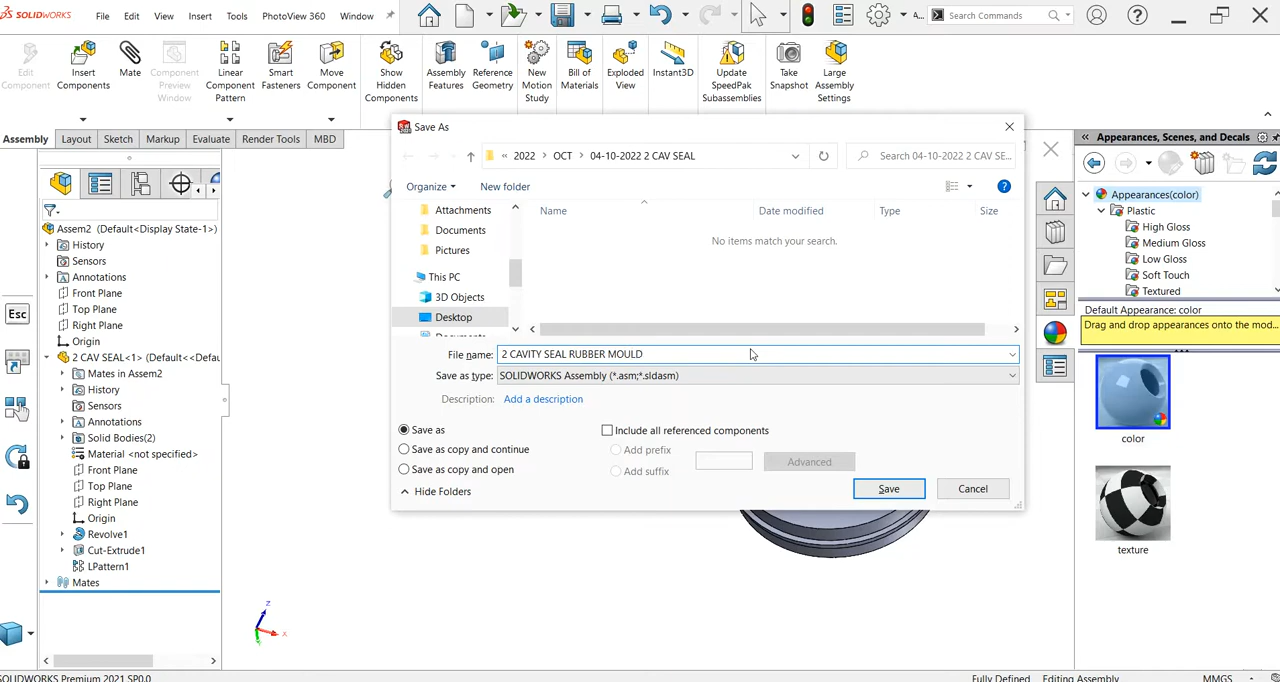 SOLIDWORKS
File Edit View Insert Tools PhotoView 360 Window
Search Commands
Edit Component
Insert Components
Mate
Component Preview Window
Linear Component Pattern
Smart Fasteners
Move Component
Show Hidden Components
Assembly Features
Reference Geometry
New Motion Study
Bill of Materials
Exploded View
Instant3D
Update SpeedPak Subassemblies
Take Snapshot
Large Assembly Settings
Assembly Layout Sketch Markup Evaluate Render Tools MBD
Assem2 (Default<Display State-1>)
History
Sensors
Annotations
Front Plane
Top Plane
Right Plane
Origin
2 CAV SEAL<1> (Default<<Defau
Mates in Assem2
History
Sensors
Annotations
Solid Bodies(2)
Material <not specified>
Front Plane
Top Plane
Right Plane
Origin
Revolve1
Cut-Extrude1
LPattern1
Mates
Esc
Save As
« 2022 OCT 04-10-2022 2 CAV SEAL
Search 04-10-2022 2 CAV SE...
Organize New folder
Attachments
Documents
Pictures
This PC
3D Objects
Desktop
Name Date modified Type Size
No items match your search.
File name: 2 CAVITY SEAL RUBBER MOULD
Save as type: SOLIDWORKS Assembly (*.asm;*.sldasm)
Description: Add a description
Save as
Save as copy and continue
Save as copy and open
Include all referenced components
Add prefix
Add suffix
Advanced
Hide Folders
Save Cancel
Appearances, Scenes, and Decals
Appearances(color)
Plastic
High Gloss
Medium Gloss
Low Gloss
Soft Touch
Textured
Default Appearance: color
Drag and drop appearances onto the mod...
color
texture
z
x
SOLIDWORKS Premium 2021 SP0.0
Fully Defined Editing Assembly MMGS